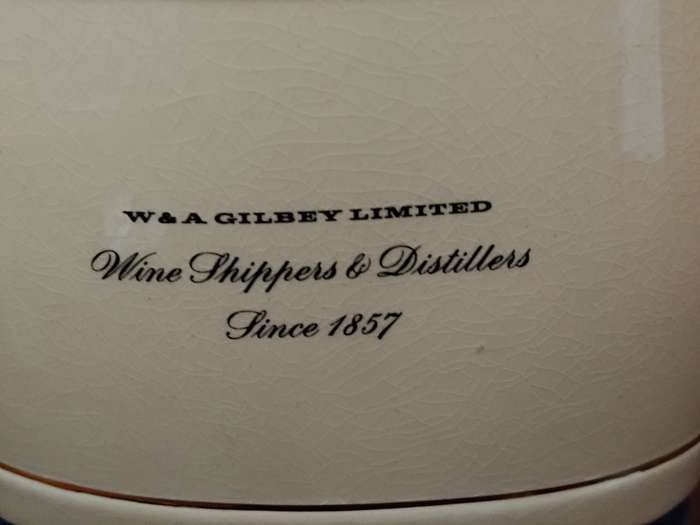 W & A GILBEY LIMITED
Wine Shippers & Distillers
Since 1857